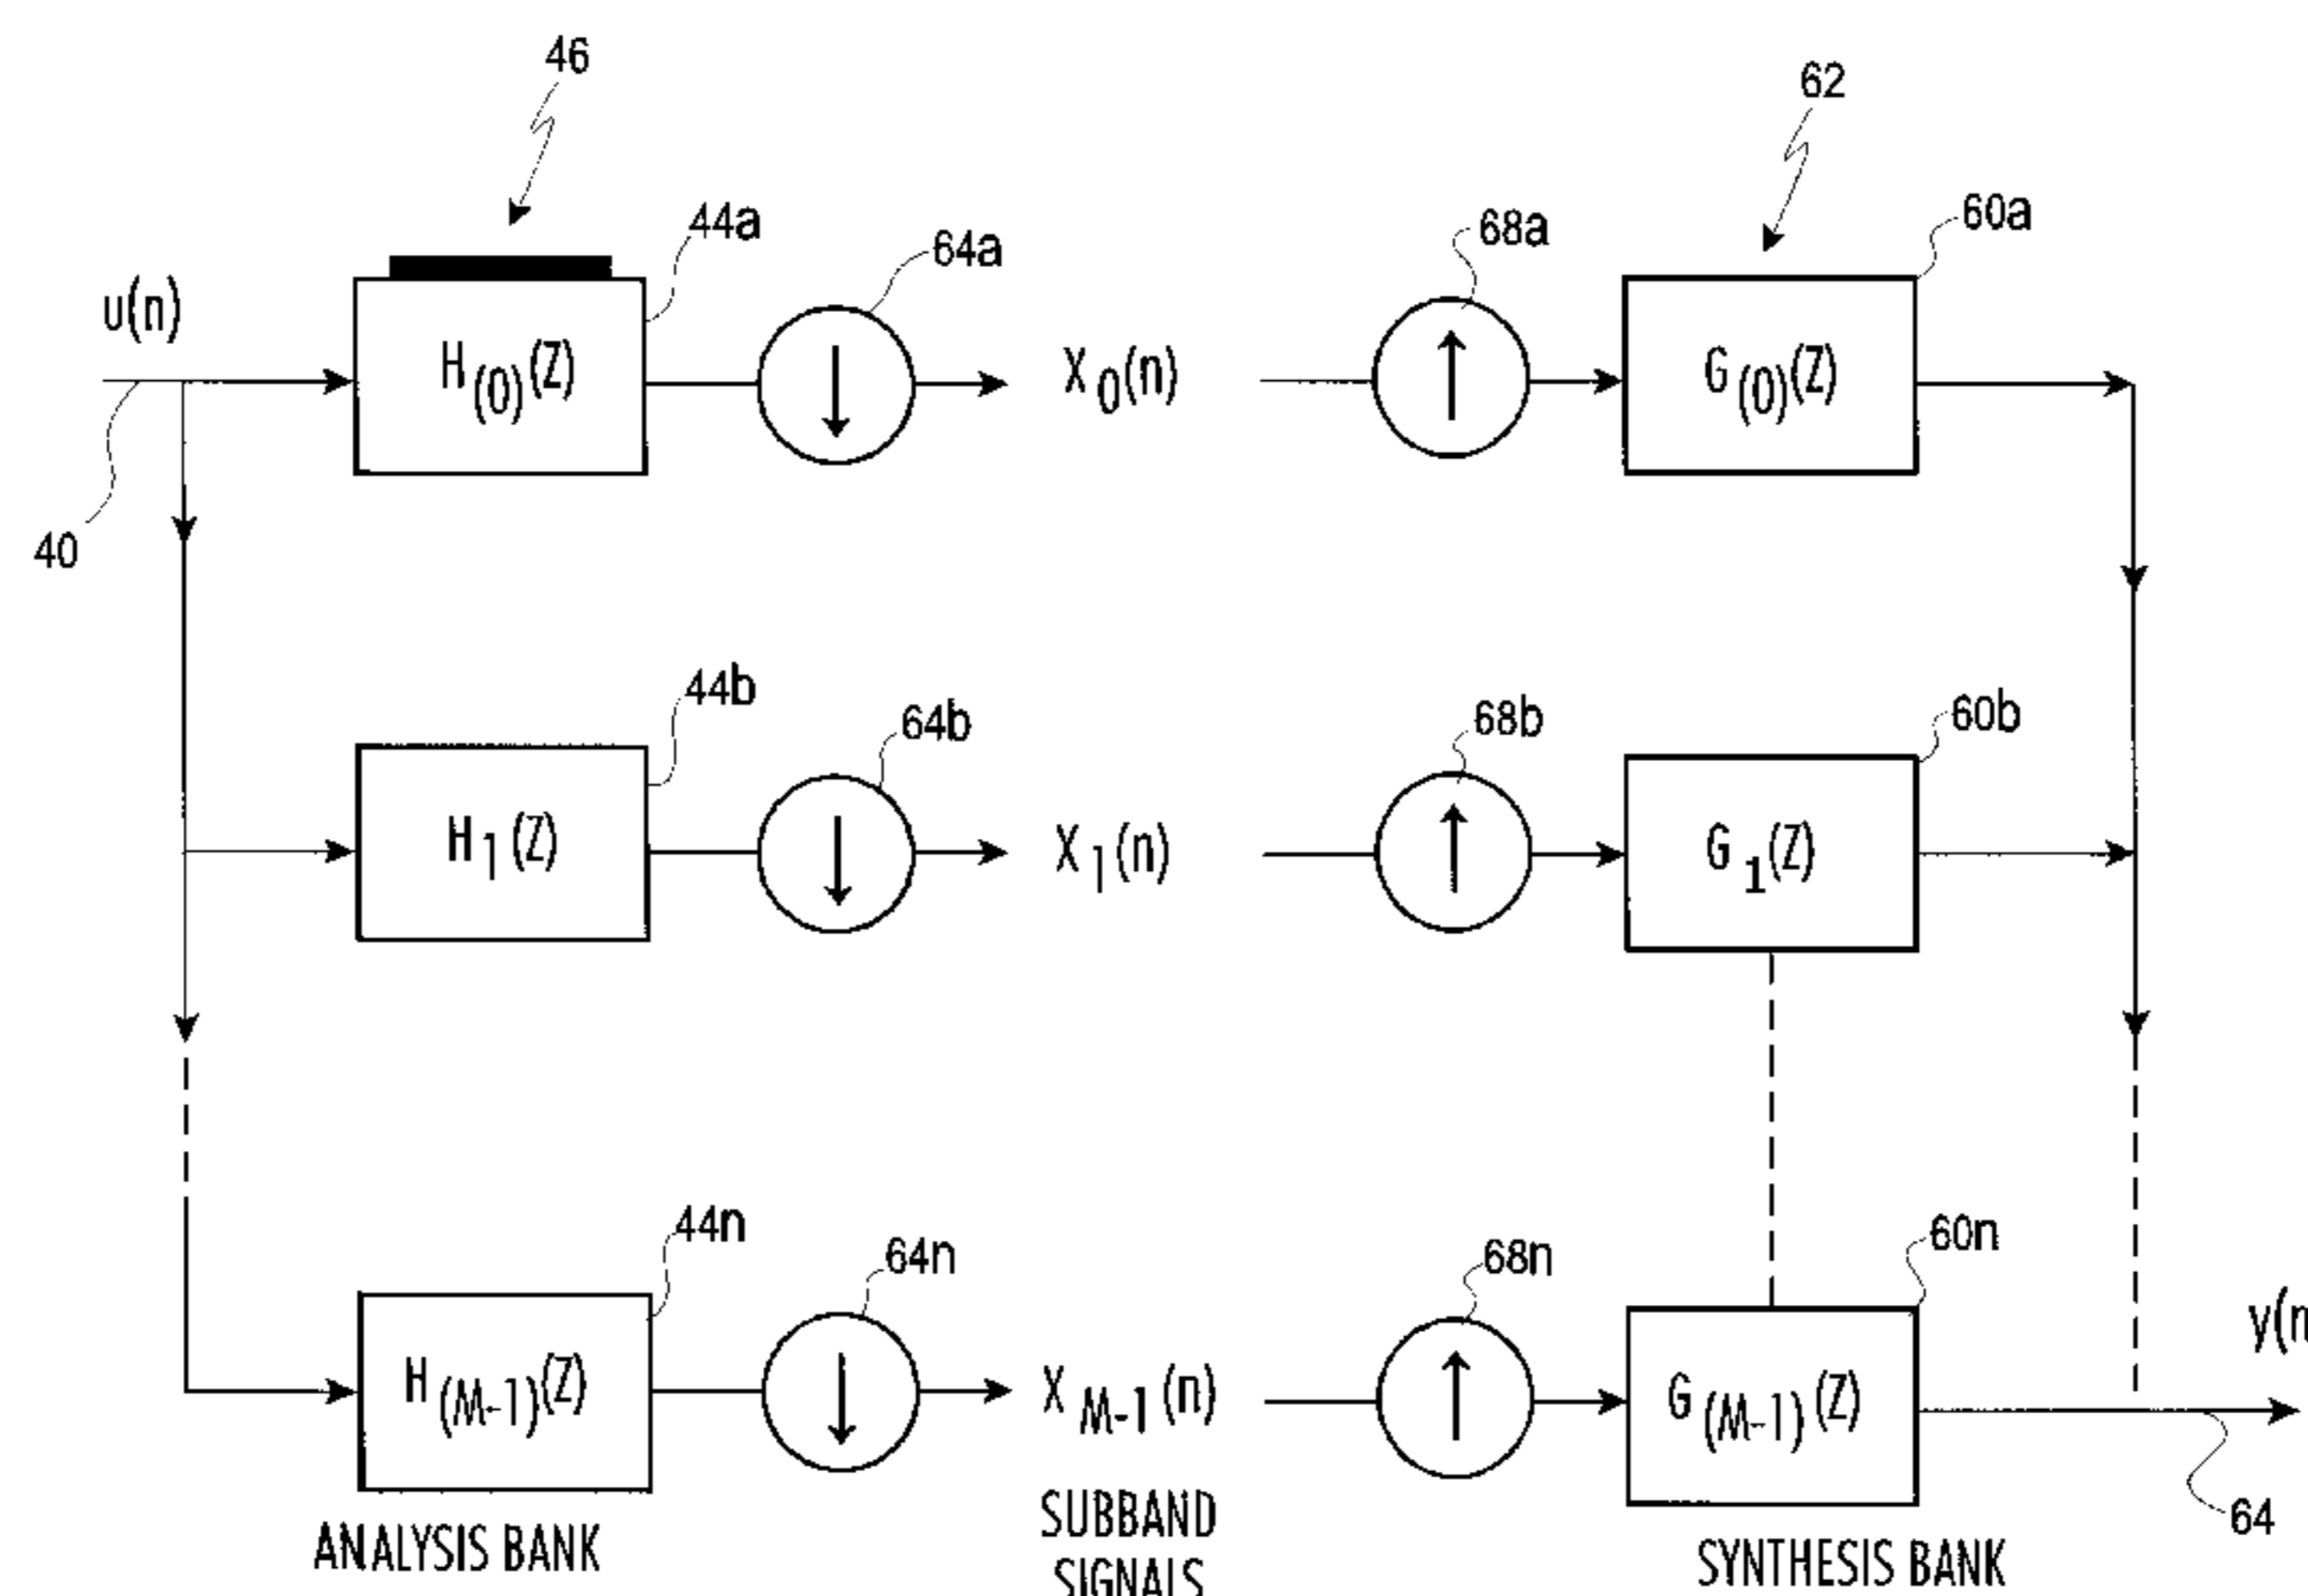 46
62
44a
64a
68a
60a
u(n)
H(0)(Z)
X0(n)
G(0)(Z)
40
44b
64b
68b
60b
H1(Z)
X1(n)
G1(Z)
44n
64n
68n
60n
y(n
H(M-1)(Z)
XM-1(n)
G(M-1)(Z)
64
ANALYSIS BANK
SUBBAND
SIGNALS
SYNTHESIS BANK